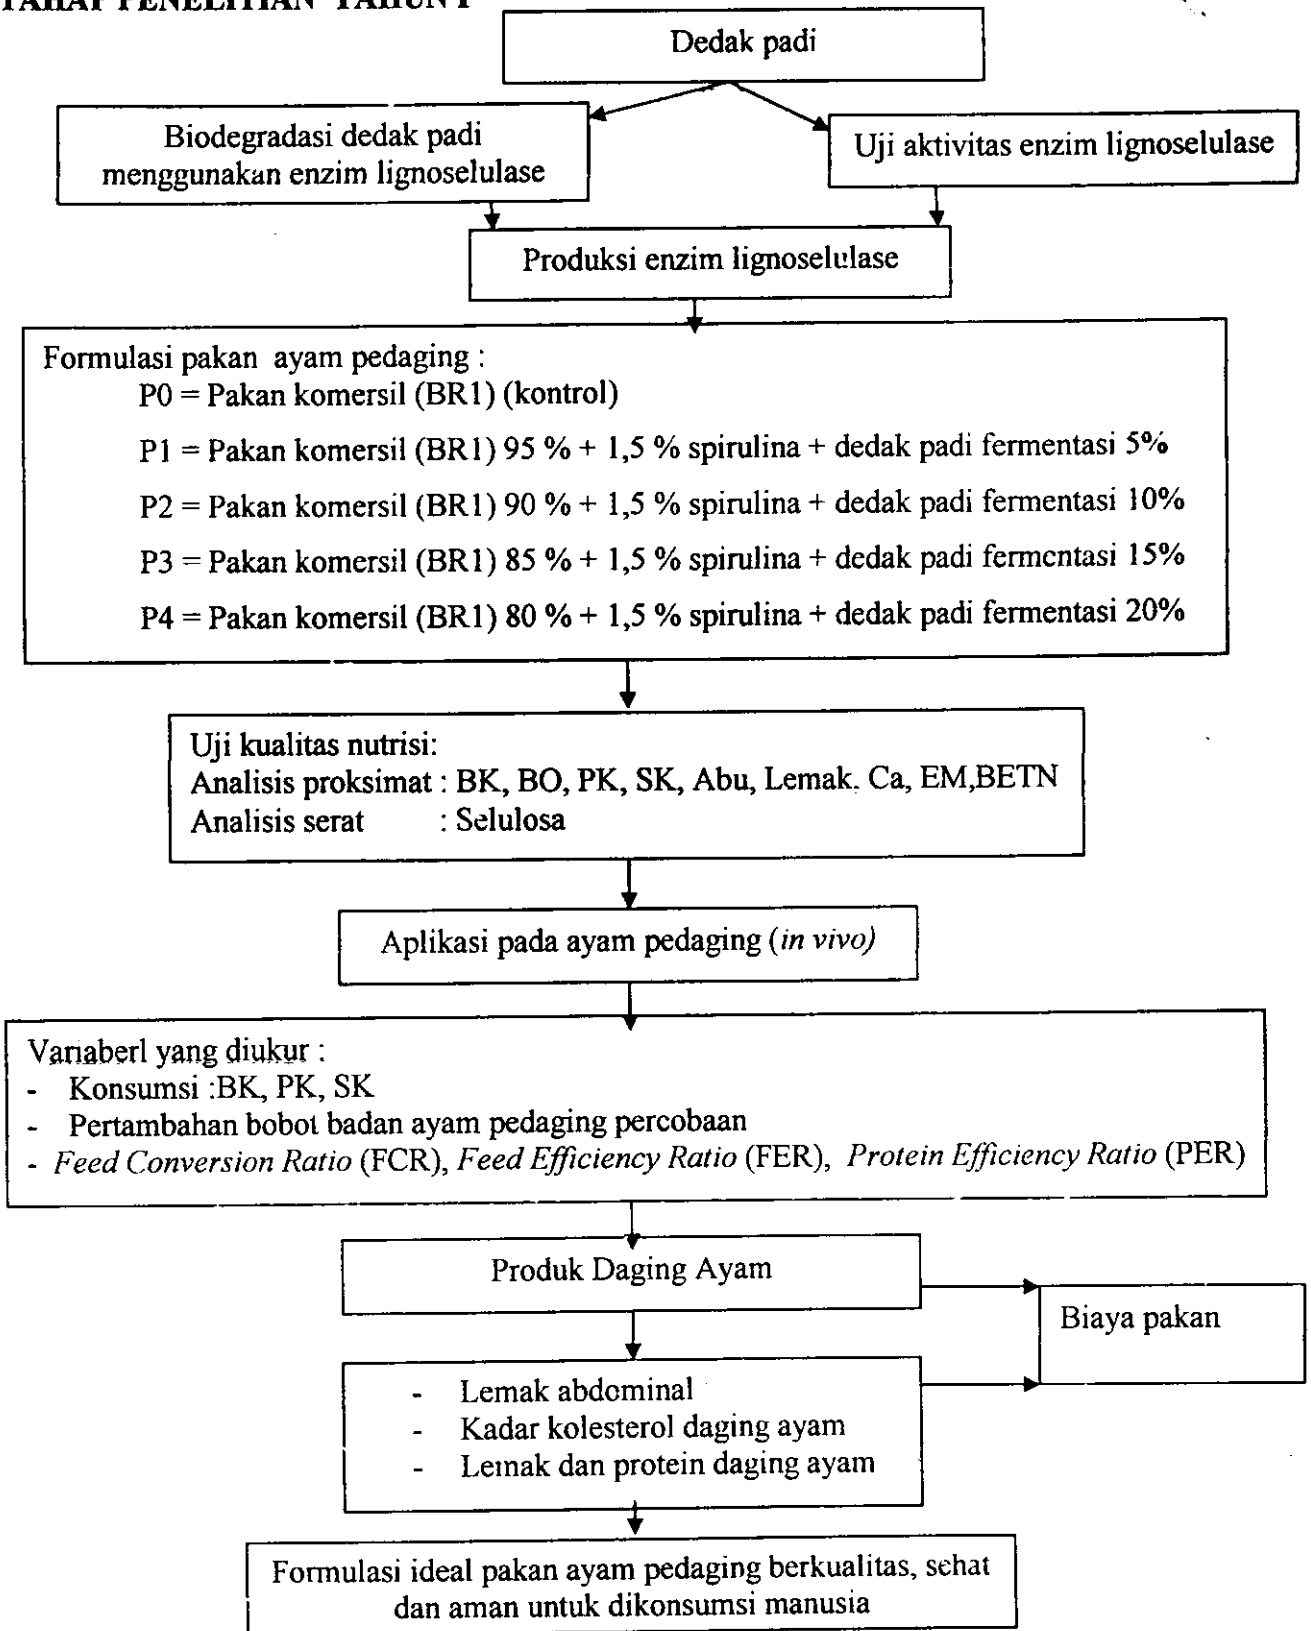 TAHAP PENELITIAN TAHUN I
Dedak padi
Biodegradasi dedak padi
menggunakan enzim lignoselulase
Uji aktivitas enzim lignoselulase
Produksi enzim lignoselulase
Formulasi pakan ayam pedaging :
P0 = Pakan komersil (BR1) (kontrol)
P1 = Pakan komersil (BR1) 95 % + 1,5 % spirulina + dedak padi fermentasi 5%
P2 = Pakan komersil (BR1) 90 % + 1,5 % spirulina + dedak padi fermentasi 10%
P3 = Pakan komersil (BR1) 85 % + 1,5 % spirulina + dedak padi fermentasi 15%
P4 = Pakan komersil (BR1) 80 % + 1,5 % spirulina + dedak padi fermentasi 20%
Uji kualitas nutrisi:
Analisis proksimat : BK, BO, PK, SK, Abu, Lemak. Ca, EM,BETN
Analisis serat : Selulosa
Aplikasi pada ayam pedaging (in vivo)
Variaberl yang diukur :
- Konsumsi :BK, PK, SK
- Pertambahan bobot badan ayam pedaging percobaan
- Feed Conversion Ratio (FCR), Feed Efficiency Ratio (FER), Protein Efficiency Ratio (PER)
Produk Daging Ayam
Biaya pakan
- Lemak abdominal
- Kadar kolesterol daging ayam
- Lemak dan protein daging ayam
Formulasi ideal pakan ayam pedaging berkualitas, sehat
dan aman untuk dikonsumsi manusia